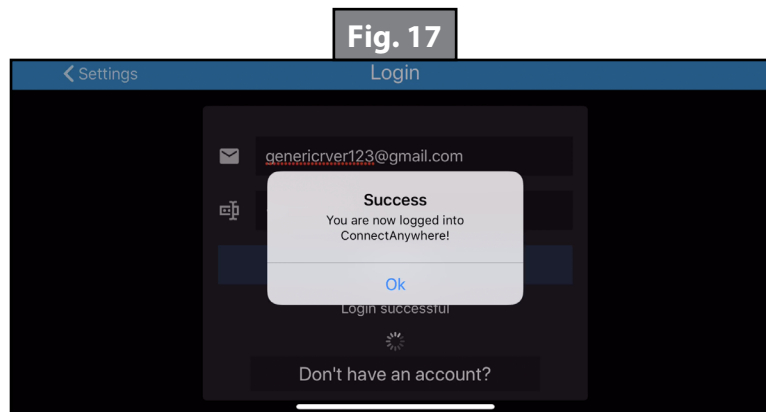 Fig. 17
Settings
Login
genericrver123@gmail.com
Success
You are now logged into
ConnectAnywhere!
Ok
Login successful
Don't have an account?